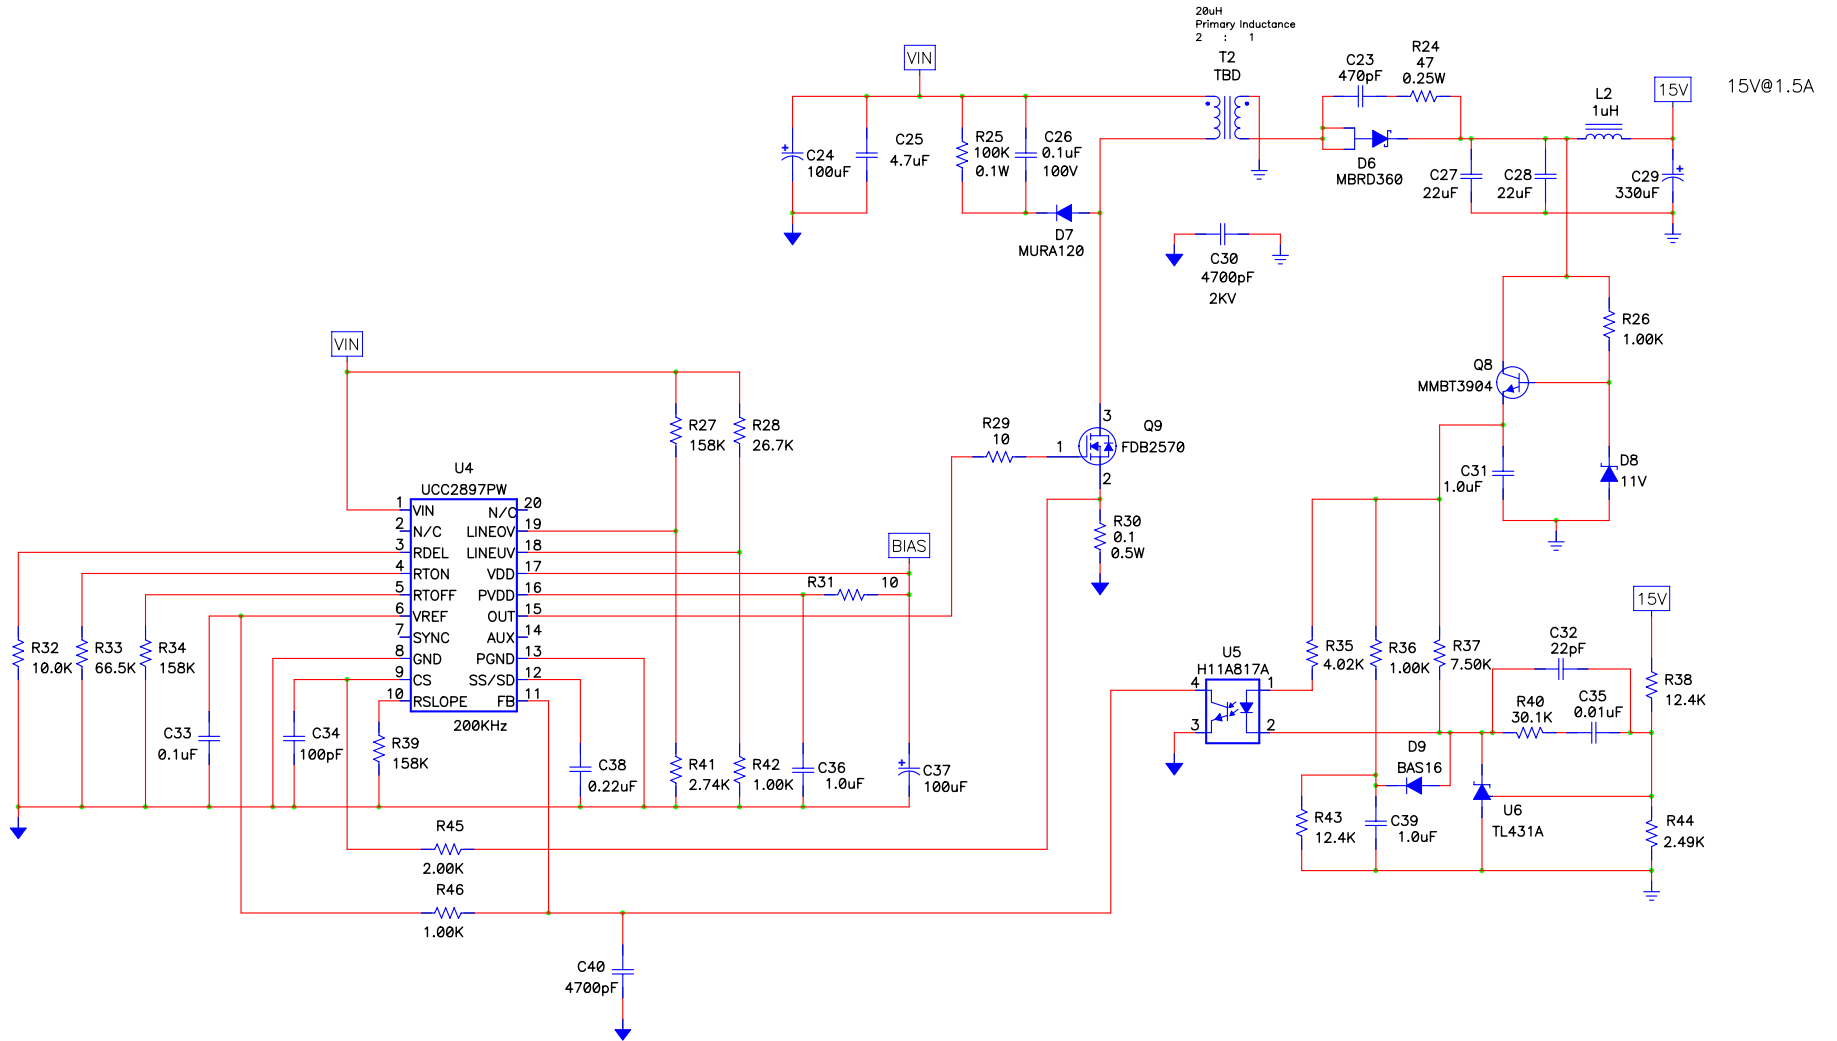 20uH
Primary Inductance
2 : 1
T2
TBD
VIN
C24
100uF
C25
4.7uF
R25
100K
0.1W
C26
0.1uF
100V
D7
MURA120
C23
470pF
R24
47
0.25W
D6
MBRD360
L2
1uH
15V
15V@1.5A
C27
22uF
C28
22uF
C29
330uF
C30
4700pF
2KV
R26
1.00K
Q8
MMBT3904
C31
1.0uF
D8
11V
VIN
R27
158K
R28
26.7K
R29
10
Q9
FDB2570
1
2
3
R30
0.1
0.5W
U4
UCC2897PW
1 VIN
2 N/C
3 RDEL
4 RTON
5 RTOFF
6 VREF
7 SYNC
8 GND
9 CS
10 RSLOPE
N/C 20
LINEOV 19
LINEUV 18
VDD 17
PVDD 16
OUT 15
AUX 14
PGND 13
SS/SD 12
FB 11
200KHz
BIAS
R31 10
R32
10.0K
R33
66.5K
R34
158K
C33
0.1uF
C34
100pF
R39
158K
C38
0.22uF
R41
2.74K
R42
1.00K
C36
1.0uF
C37
100uF
R45
2.00K
R46
1.00K
C40
4700pF
U5
H11A817A
4
3
1
2
R35
4.02K
R36
1.00K
R37
7.50K
C32
22pF
R40
30.1K
C35
0.01uF
15V
R38
12.4K
D9
BAS16
R43
12.4K
C39
1.0uF
U6
TL431A
R44
2.49K